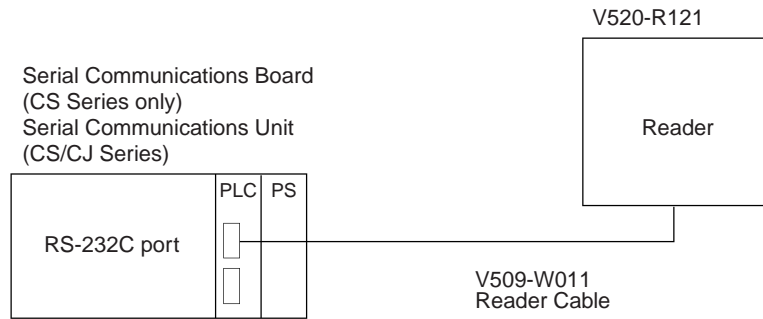 V520-R121
Serial Communications Board
(CS Series only)
Serial Communications Unit
(CS/CJ Series)
Reader
PLC PS
RS-232C port
V509-W011
Reader Cable